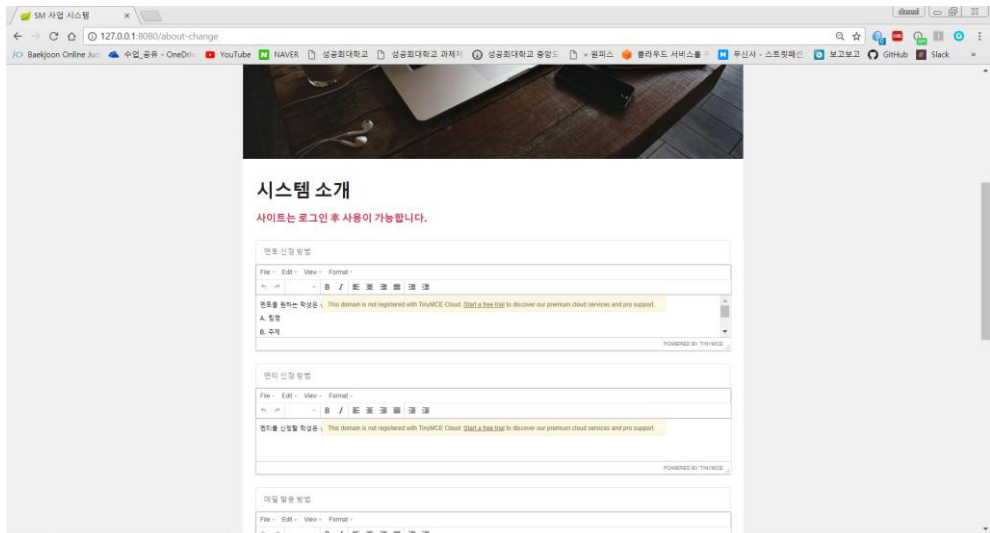 SM 사업 시스템
127.0.0.1:8080/about-change
Baekjoon Online Jud
수업_공유 - OneDriv
YouTube
NAVER
성공회대학교
성공회대학교 과제지
성공회대학교 중앙도
» 원피스
클라우드 서비스를
무신사 - 스트릿패션
보고보고
GitHub
Slack
»
시스템 소개
사이트는 로그인 후 사용이 가능합니다.
멘토 신청 방법
File Edit View Format
B I
멘토를 원하는 학생은
This domain is not registered with TinyMCE Cloud. Start a free trial to discover our premium cloud services and pro support.
A. 팀명
B. 주제
POWERED BY TINYMCE
멘티 신청 방법
File Edit View Format
B I
멘티를 신청할 학생은
This domain is not registered with TinyMCE Cloud. Start a free trial to discover our premium cloud services and pro support.
POWERED BY TINYMCE
메일 발송 방법
File Edit View Format
B I